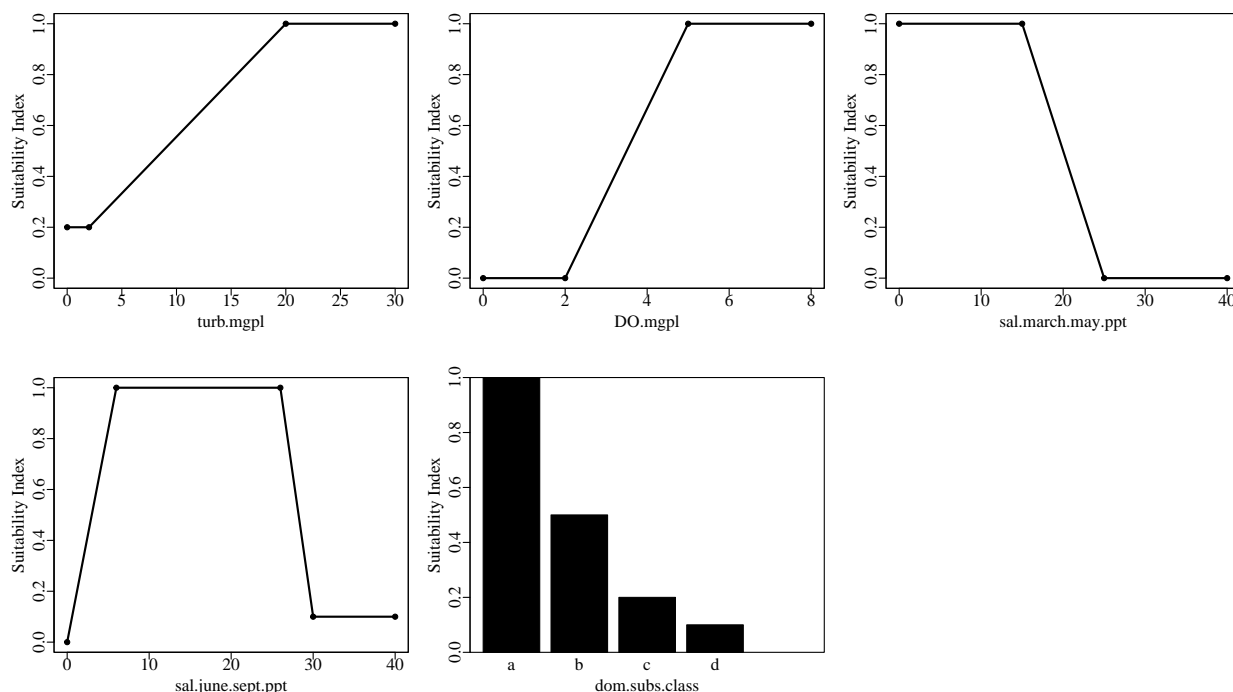 Suitability Index
0.0 0.2 0.4 0.6 0.8 1.0
0 5 10 15 20 25 30
turb.mgpl
Suitability Index
0.0 0.2 0.4 0.6 0.8 1.0
0 2 4 6 8
DO.mgpl
Suitability Index
0.0 0.2 0.4 0.6 0.8 1.0
0 10 20 30 40
sal.march.may.ppt
Suitability Index
0.0 0.2 0.4 0.6 0.8 1.0
0 10 20 30 40
sal.june.sept.ppt
Suitability Index
0.0 0.2 0.4 0.6 0.8 1.0
a b c d
dom.subs.class